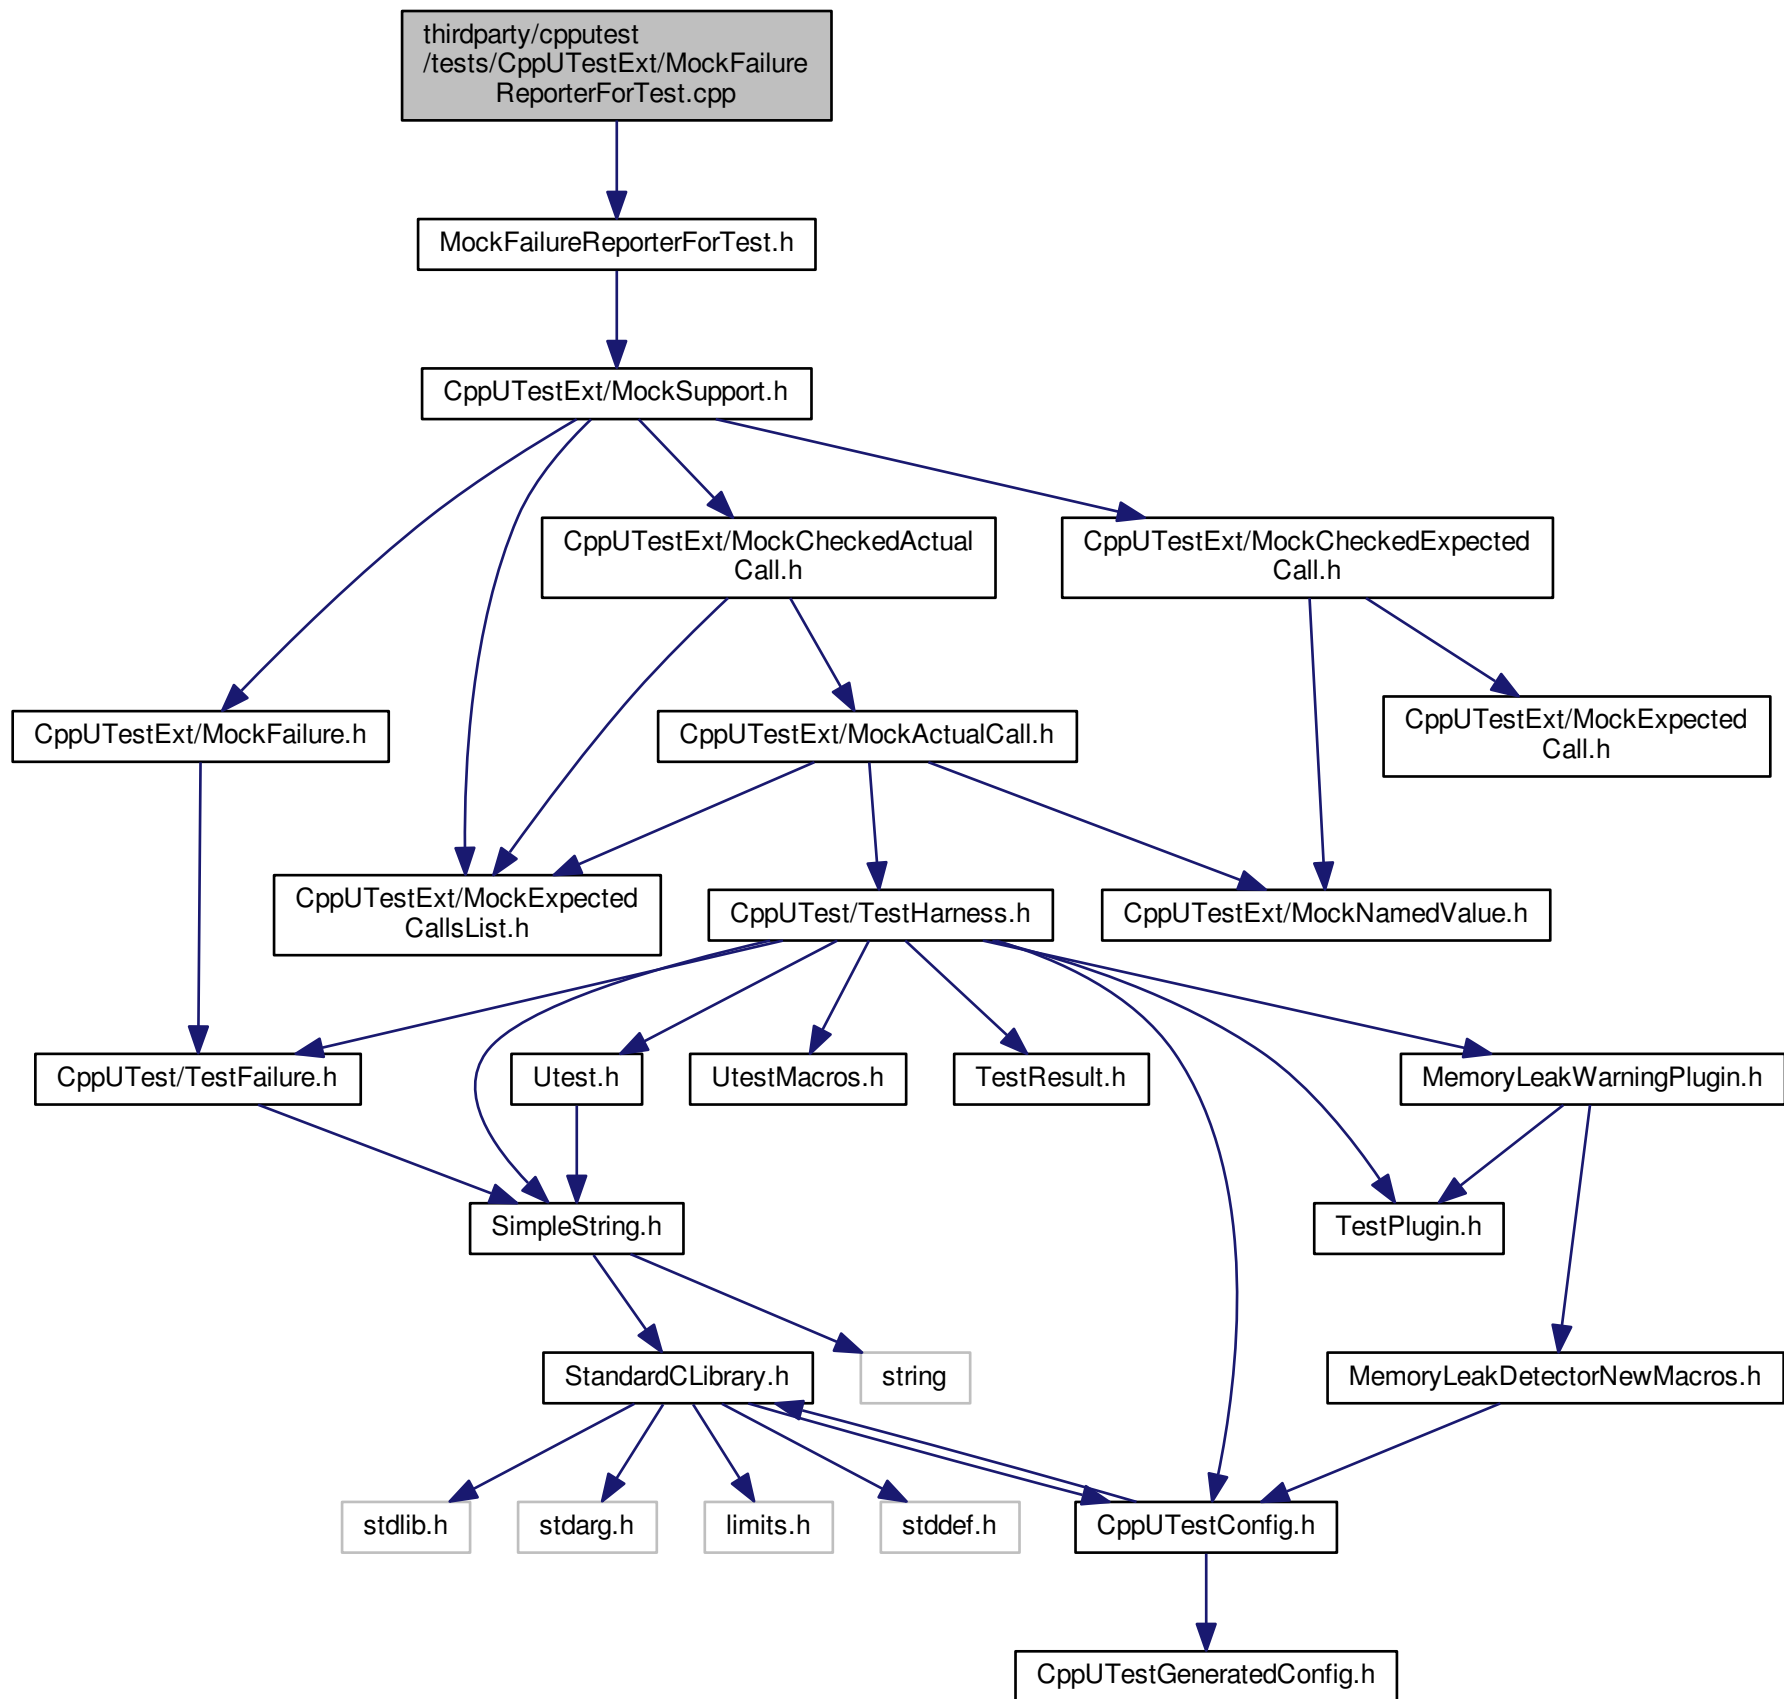 thirdparty/cpputest
/tests/CppUTestExt/MockFailure
ReporterForTest.cpp
MockFailureReporterForTest.h
CppUTestExt/MockSupport.h
CppUTestExt/MockCheckedActual
Call.h
CppUTestExt/MockCheckedExpected
Call.h
CppUTestExt/MockFailure.h
CppUTestExt/MockActualCall.h
CppUTestExt/MockExpected
Call.h
CppUTestExt/MockExpected
CallsList.h
CppUTest/TestHarness.h
CppUTestExt/MockNamedValue.h
CppUTest/TestFailure.h
Utest.h
UtestMacros.h
TestResult.h
MemoryLeakWarningPlugin.h
SimpleString.h
TestPlugin.h
StandardCLibrary.h
string
MemoryLeakDetectorNewMacros.h
stdlib.h
stdarg.h
limits.h
stddef.h
CppUTestConfig.h
CppUTestGeneratedConfig.h